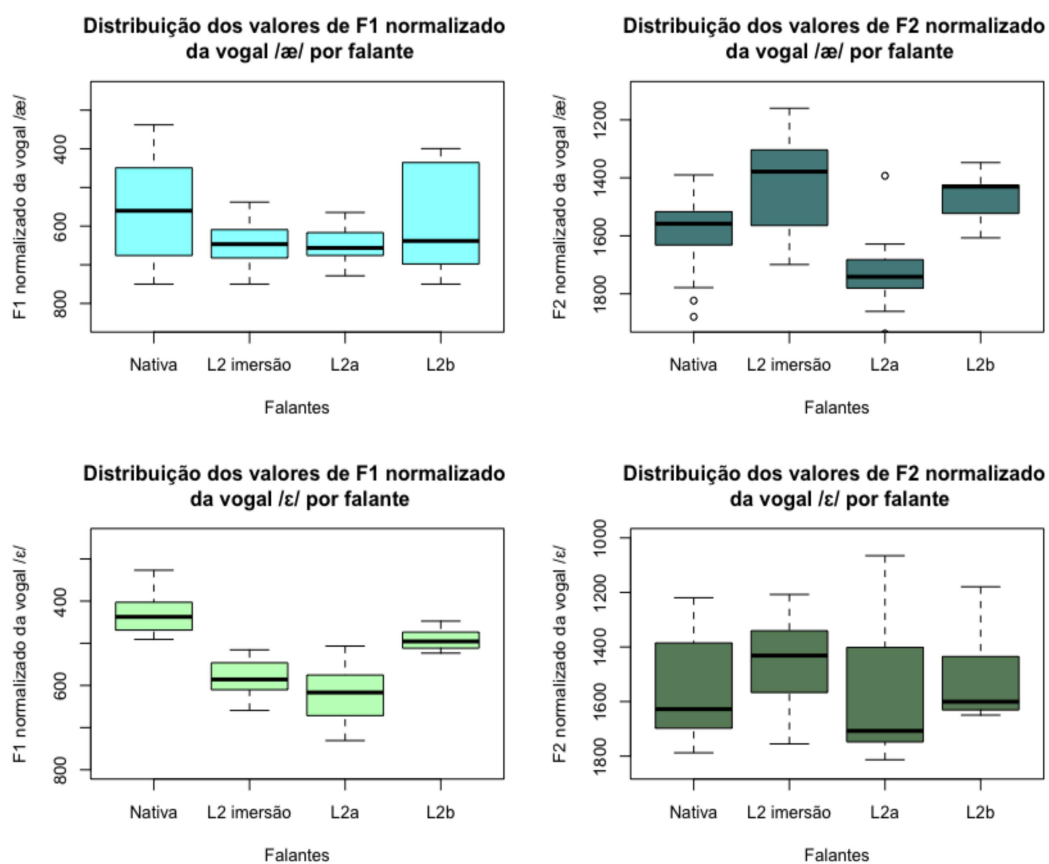 Distribuição dos valores de F1 normalizado
da vogal /æ/ por falante
F1 normalizado da vogal /æ/
400
600
800
Nativa L2 imersão L2a L2b
Falantes
Distribuição dos valores de F2 normalizado
da vogal /æ/ por falante
F2 normalizado da vogal /æ/
1200
1400
1600
1800
Nativa L2 imersão L2a L2b
Falantes
Distribuição dos valores de F1 normalizado
da vogal /ε/ por falante
F1 normalizado da vogal /ε/
400
600
800
Nativa L2 imersão L2a L2b
Falantes
Distribuição dos valores de F2 normalizado
da vogal /ε/ por falante
F2 normalizado da vogal /ε/
1000
1200
1400
1600
1800
Nativa L2 imersão L2a L2b
Falantes